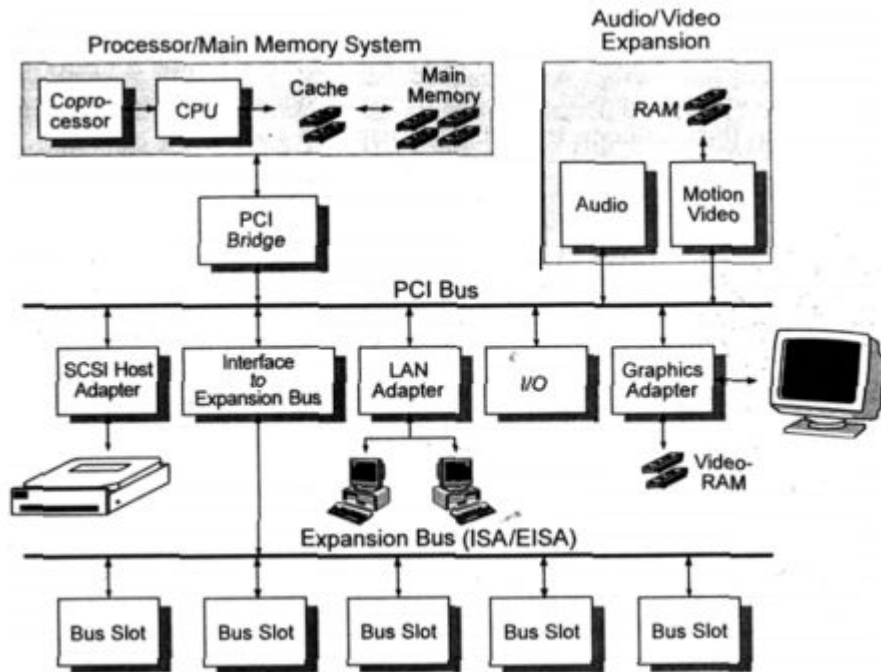 Processor/Main Memory System
Audio/Video
Expansion
Copro-
cessor
CPU
Cache
Main
Memory
RAM
Audio
Motion
Video
PCI
Bridge
PCI Bus
SCSI Host
Adapter
Interface
to
Expansion Bus
LAN
Adapter
I/O
Graphics
Adapter
Video-
RAM
Expansion Bus (ISA/EISA)
Bus Slot
Bus Slot
Bus Slot
Bus Slot
Bus Slot